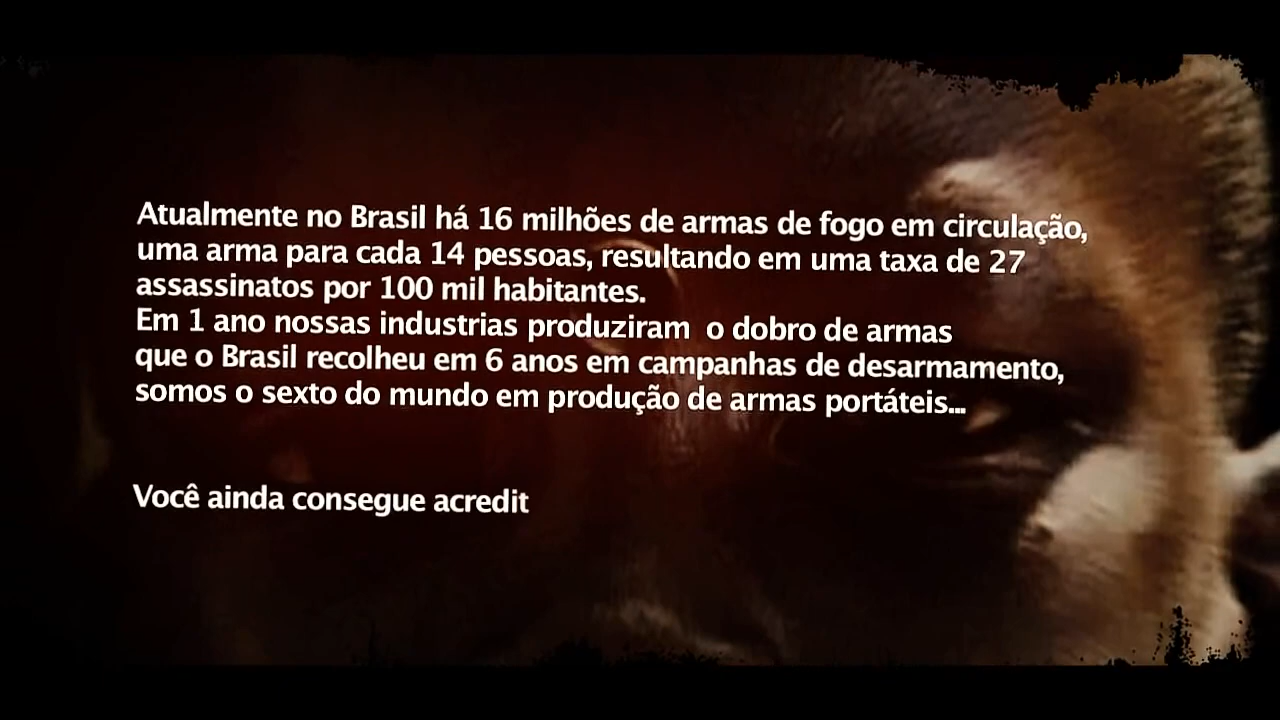 Atualmente no Brasil há 16 milhões de armas de fogo em circulação,
uma arma para cada 14 pessoas, resultando em uma taxa de 27
assassinatos por 100 mil habitantes.
Em 1 ano nossas industrias produziram o dobro de armas
que o Brasil recolheu em 6 anos em campanhas de desarmamento,
somos o sexto do mundo em produção de armas portáteis...
Você ainda consegue acredit